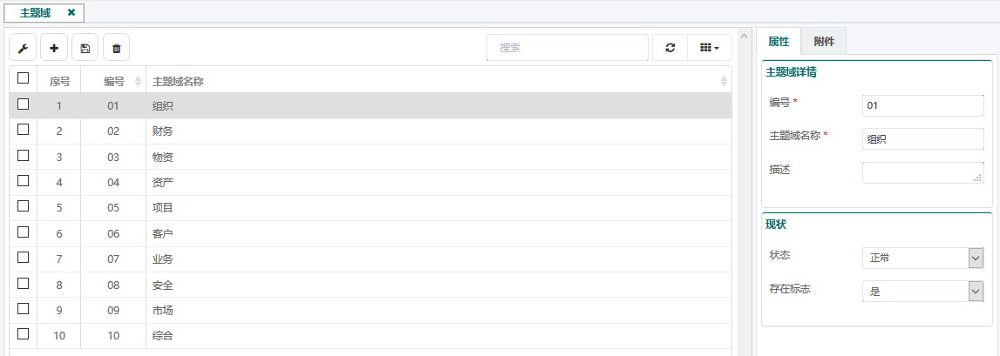 主题域
搜索
序号 编号 主题域名称
1 01 组织
2 02 财务
3 03 物资
4 04 资产
5 05 项目
6 06 客户
7 07 业务
8 08 安全
9 09 市场
10 10 综合
属性 附件
主题域详情
编号 * 01
主题域名称 * 组织
描述
现状
状态 正常
存在标志 是